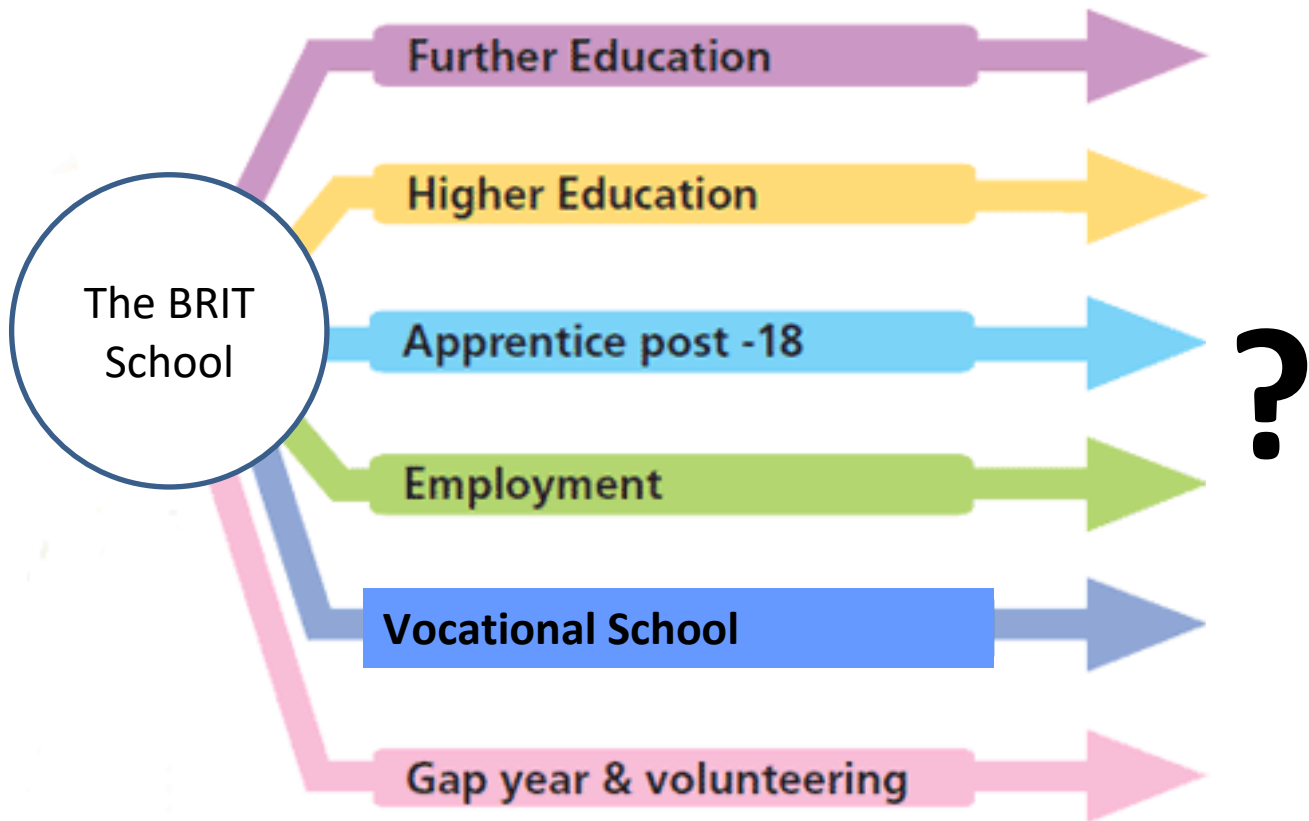 Further Education
Higher Education
The BRIT
School
Apprentice post -18
?
Employment
Vocational School
Gap year & volunteering